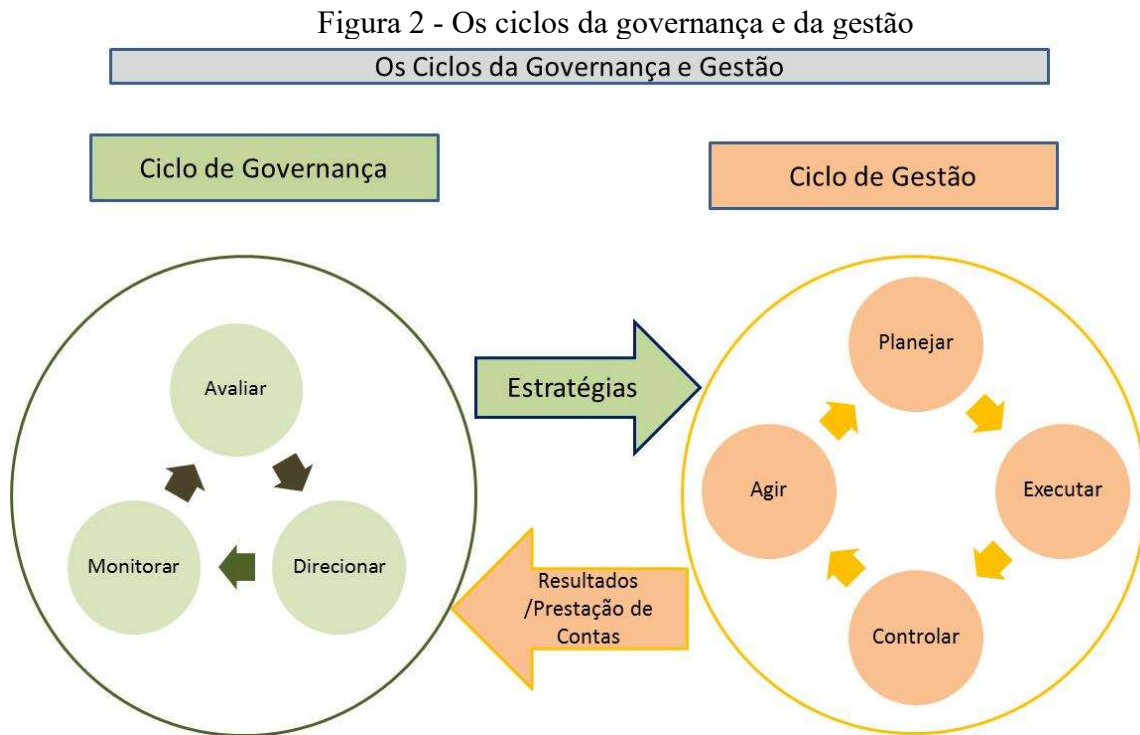 Figura 2 - Os ciclos da governança e da gestão
Os Ciclos da Governança e Gestão
Ciclo de Governança
Ciclo de Gestão
Avaliar
Direcionar
Monitorar
Estratégias
Resultados
/Prestação de
Contas
Planejar
Executar
Controlar
Agir